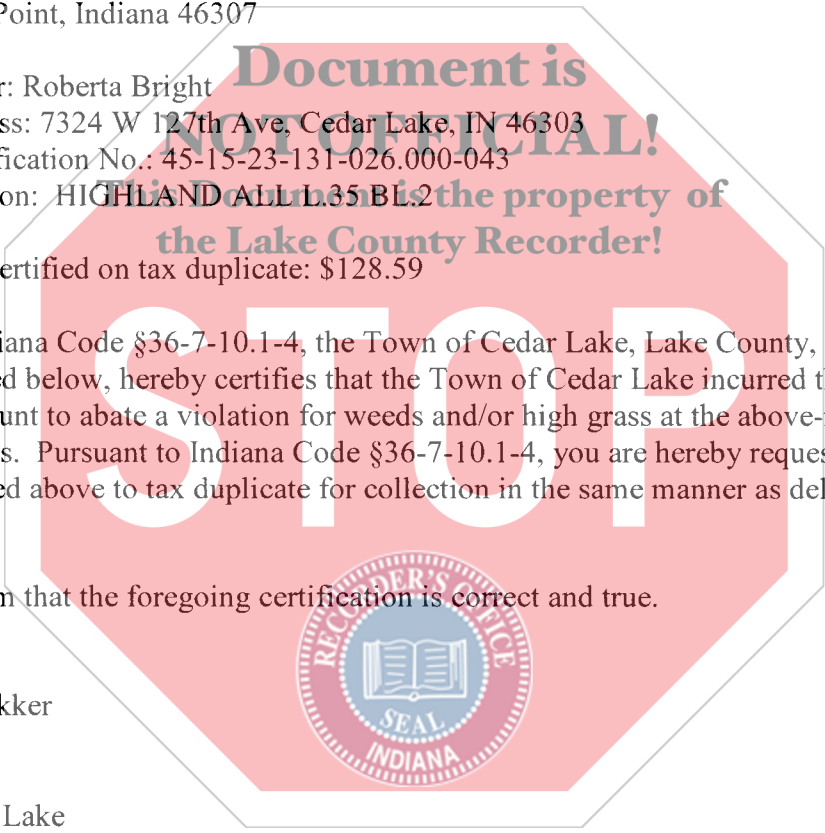 Point, Indiana 46307
Document is
r: Roberta Bright
ss: 7324 W 127th Ave, Cedar Lake, IN 46303
NOT OFFICIAL!
fication No.: 45-15-23-131-026.000-043
on: HIGHLAND ALL L.35 BL.2
This Document is the property of
the Lake County Recorder!
ertified on tax duplicate: $128.59
iana Code §36-7-10.1-4, the Town of Cedar Lake, Lake County,
ed below, hereby certifies that the Town of Cedar Lake incurred t
unt to abate a violation for weeds and/or high grass at the above-
s. Pursuant to Indiana Code §36-7-10.1-4, you are hereby reques
ed above to tax duplicate for collection in the same manner as del
STOP
m that the foregoing certification is correct and true.
RECORDER'S OFFICE
SEAL
INDIANA
kker
Lake